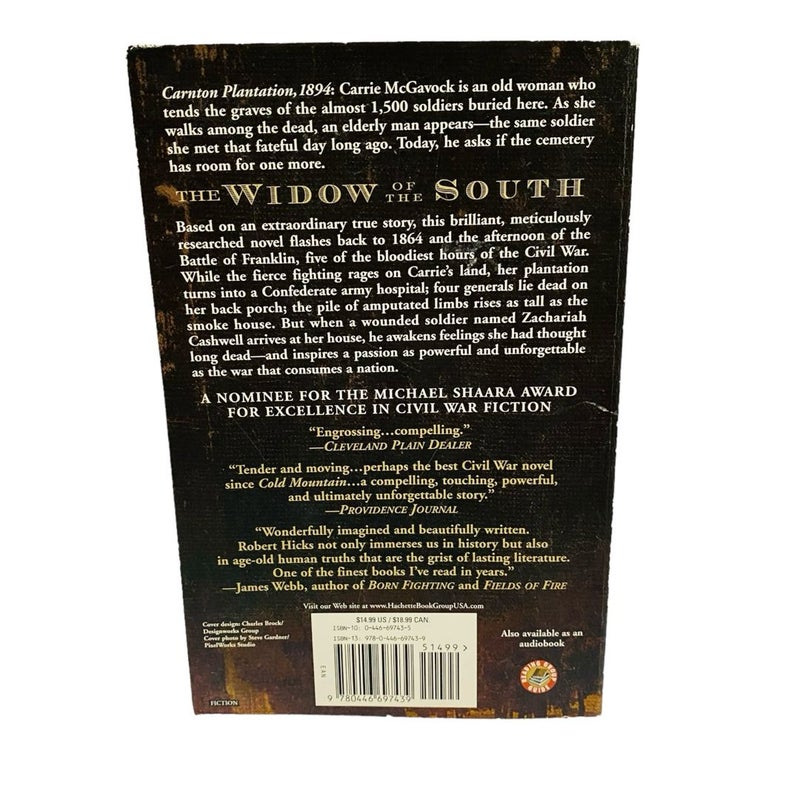 Carnton Plantation, 1894: Carrie McGavock is an old woman who
tends the graves of the almost 1,500 soldiers buried here. As she
walks among the dead, an elderly man appears—the same soldier
she met that fateful day long ago. Today, he asks if the cemetery
has room for one more.
THE WIDOW OF THE SOUTH
Based on an extraordinary true story, this brilliant, meticulously
researched novel flashes back to 1864 and the afternoon of the
Battle of Franklin, five of the bloodiest hours of the Civil War.
While the fierce fighting rages on Carrie's land, her plantation
turns into a Confederate army hospital; four generals lie dead on
her back porch; the pile of amputated limbs rises as tall as the
smoke house. But when a wounded soldier named Zachariah
Cashwell arrives at her house, he awakens feelings she had thought
long dead—and inspires a passion as powerful and unforgettable
as the war that consumes a nation.
A NOMINEE FOR THE MICHAEL SHAARA AWARD
FOR EXCELLENCE IN CIVIL WAR FICTION
“Engrossing...compelling.”
—CLEVELAND PLAIN DEALER
“Tender and moving...perhaps the best Civil War novel
since Cold Mountain...a compelling, touching, powerful,
and ultimately unforgettable story.”
—PROVIDENCE JOURNAL
“Wonderfully imagined and beautifully written.
Robert Hicks not only immerses us in history but also
in age-old human truths that are the grist of lasting literature.
One of the finest books I've read in years.”
—James Webb, author of BORN FIGHTING and FIELDS OF FIRE
Visit our Web site at www.HachetteBookGroupUSA.com
Cover design: Charles Brock/
Designworks Group
Cover photo by Steve Gardner/
PixelWorks Studio
$14.99 US / $18.99 CAN.
ISBN-10: 0-446-69743-5
ISBN-13: 978-0-446-69743-9
51499>
EAN
9 780446 697439
Also available as an
audiobook
READING GROUP
GUIDE
FICTION